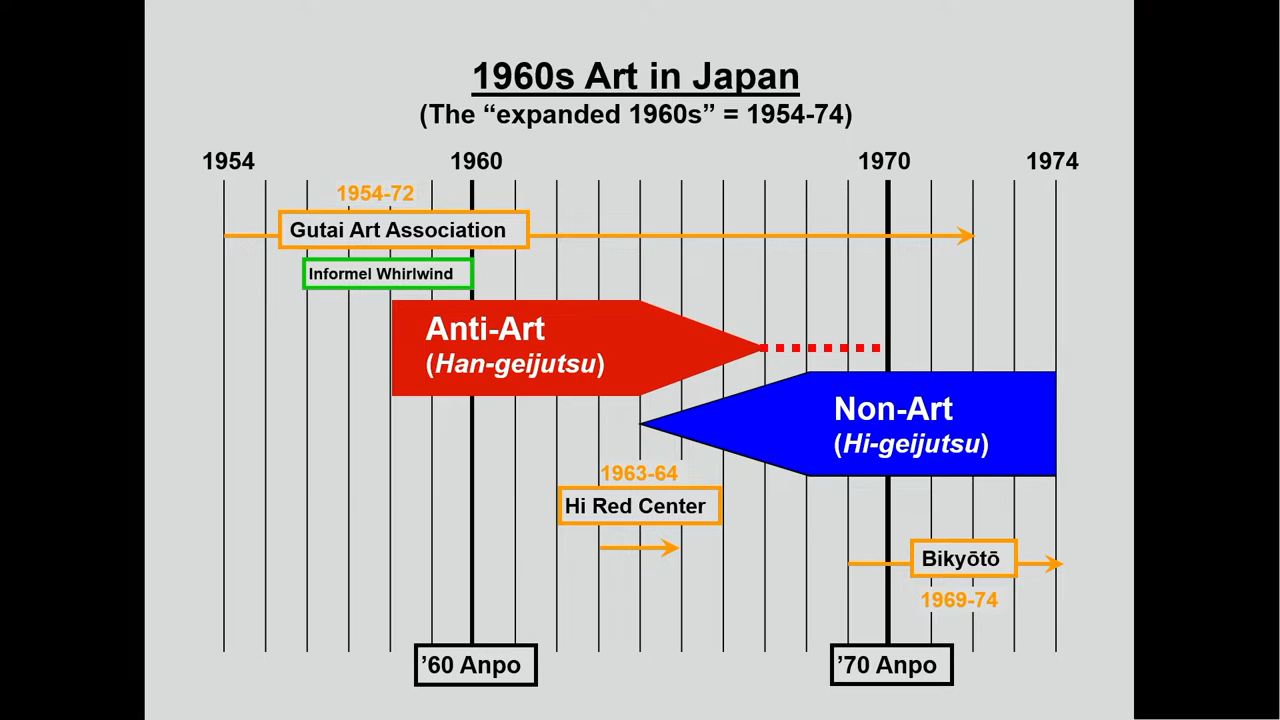 1960s Art in Japan
(The “expanded 1960s” = 1954-74)
1954 1960 1970 1974
1954-72
Gutai Art Association
Informel Whirlwind
Anti-Art
(Han-geijutsu)
Non-Art
(Hi-geijutsu)
1963-64
Hi Red Center
Bikyōtō
1969-74
’60 Anpo ’70 Anpo